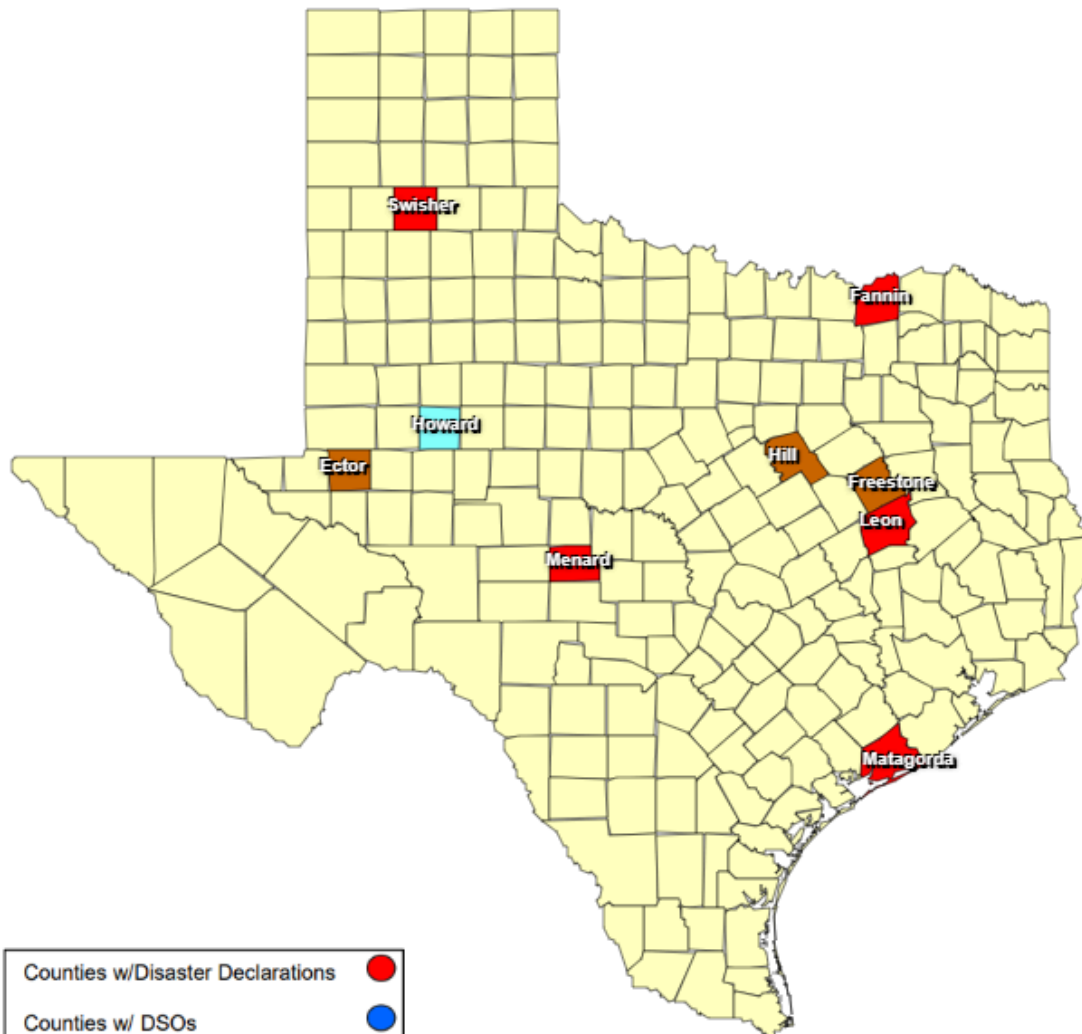 Swisher
Fannin
Howard
Hill
Ector
Freestone
Leon
Menard
Matagorda
Counties w/Disaster Declarations
Counties w/ DSOs